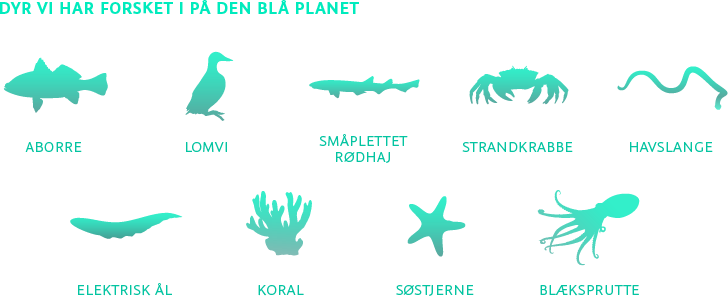 DYR VI HAR FORSKET I PÅ DEN BLÅ PLANET
ABORRE
LOMVI
SMÅPLETTET
RØDHAJ
STRANDKRABBE
HAVSLANGE
ELEKTRISK ÅL
KORAL
SØSTJERNE
BLÆKSPRUTTE